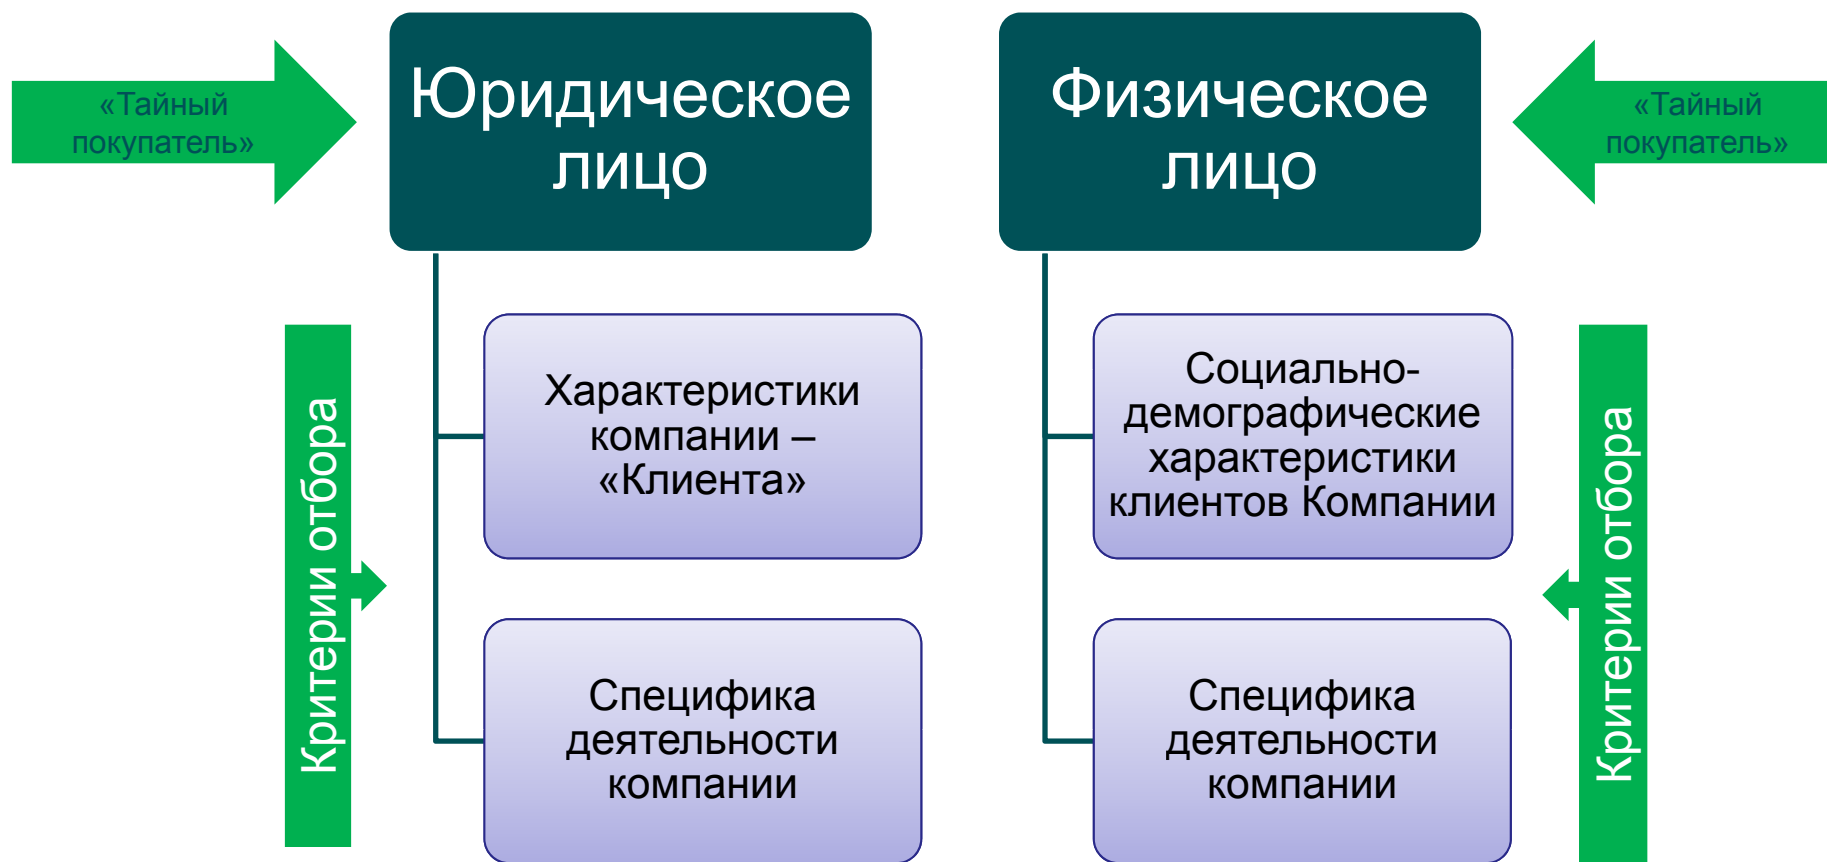 «Тайный
покупатель»
Юридическое
лицо
Физическое
лицо
«Тайный
покупатель»
Критерии отбора
Характеристики
компании –
«Клиента»
Специфика
деятельности
компании
Социально-
демографические
характеристики
клиентов Компании
Специфика
деятельности
компании
Критерии отбора